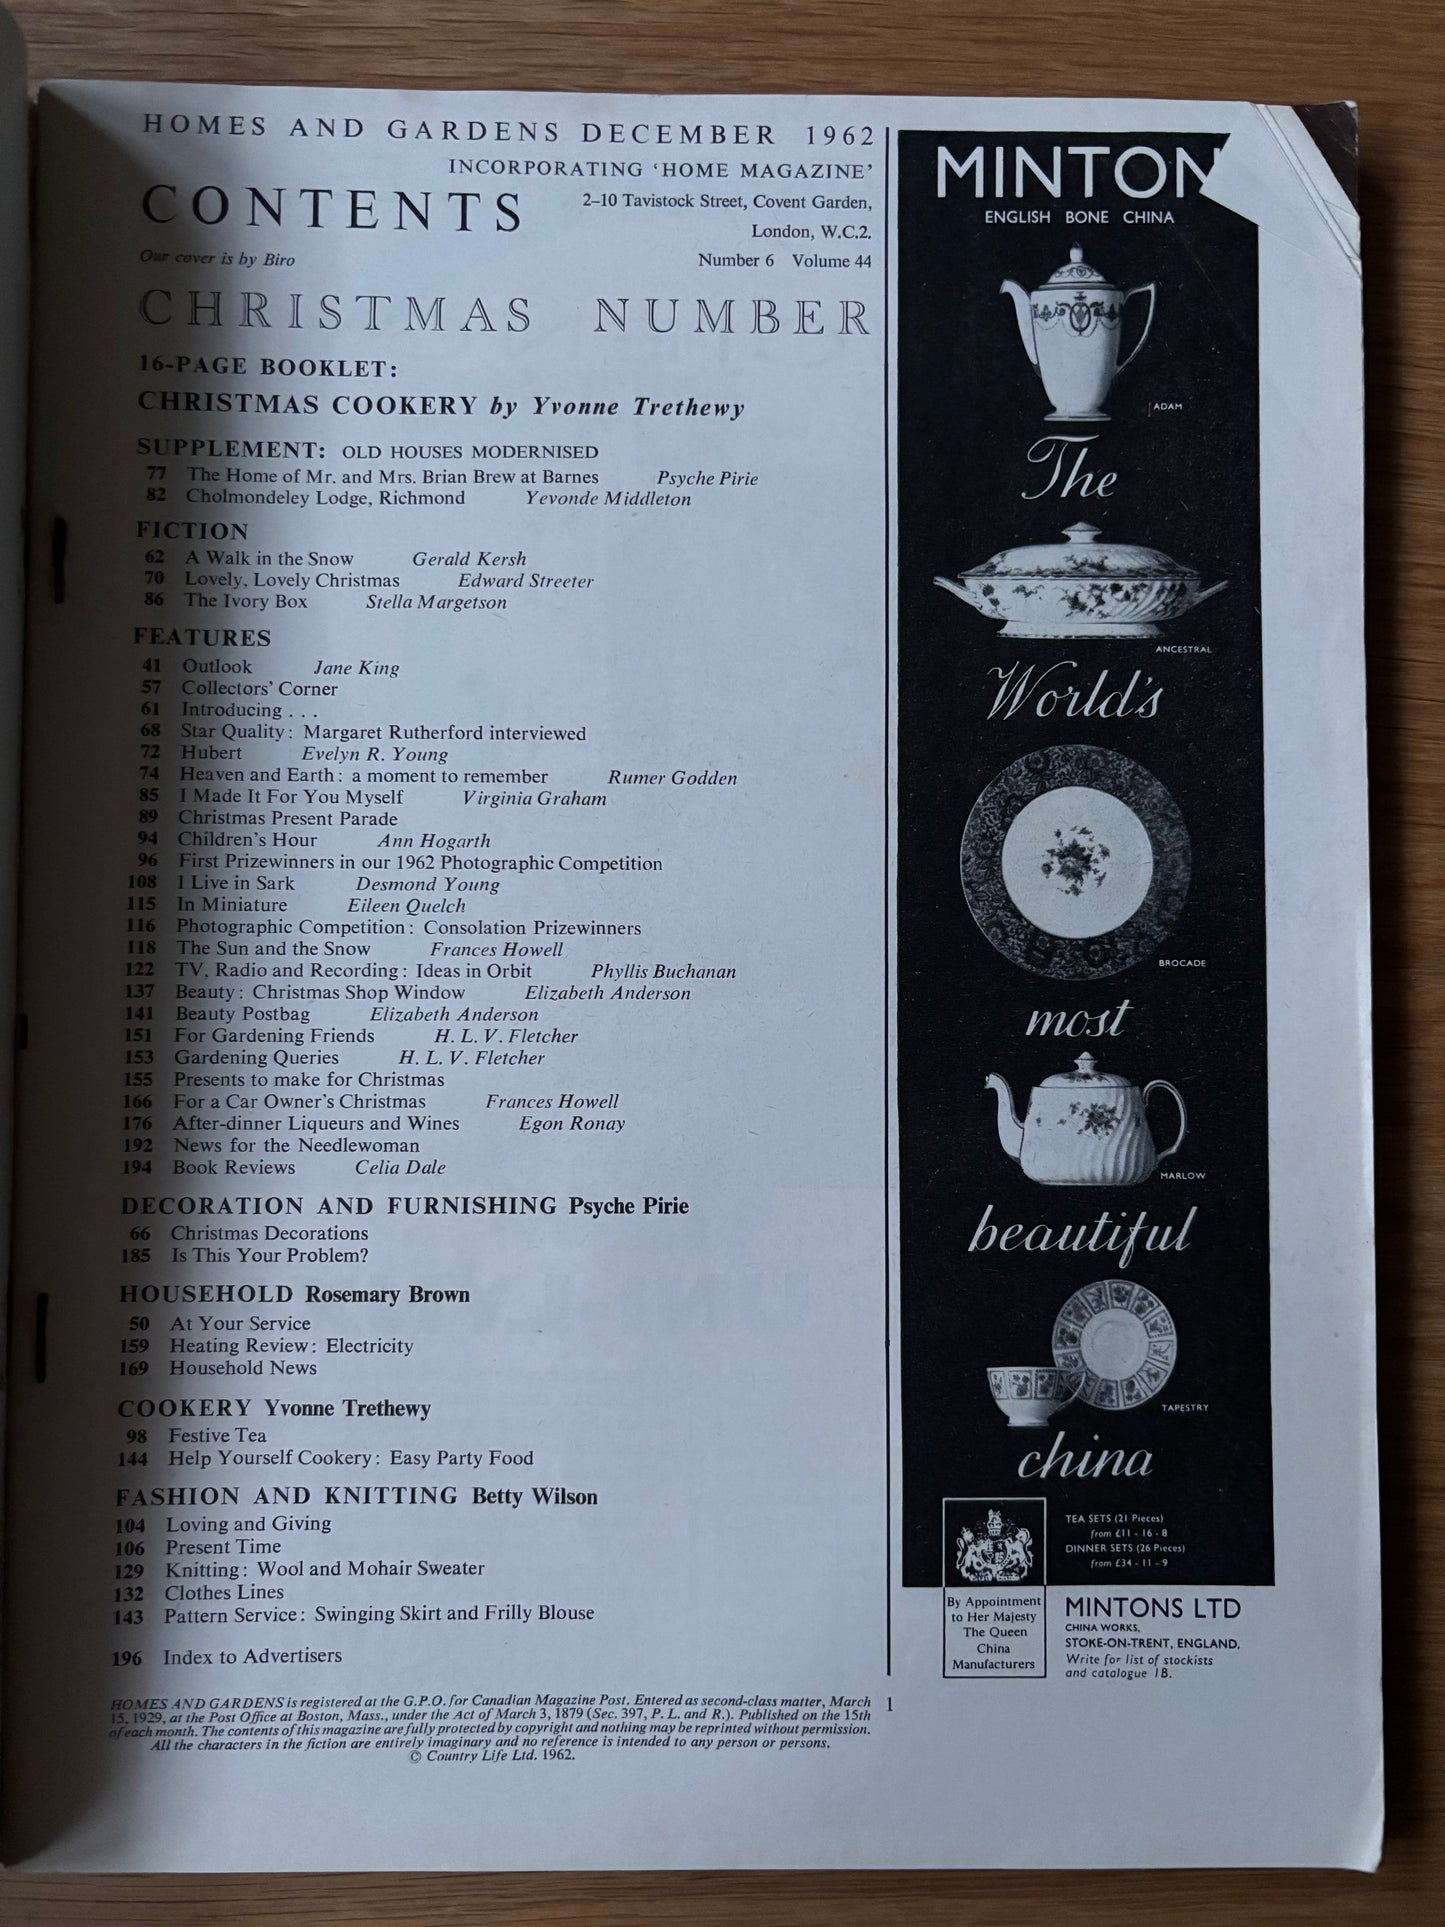 HOMES AND GARDENS DECEMBER 1962
INCORPORATING ‘HOME MAGAZINE’
CONTENTS
2–10 Tavistock Street, Covent Garden,
London, W.C.2.
Our cover is by Biro
Number 6 Volume 44
CHRISTMAS NUMBER
16-PAGE BOOKLET:
CHRISTMAS COOKERY by Yvonne Trethewy
SUPPLEMENT: OLD HOUSES MODERNISED
77 The Home of Mr. and Mrs. Brian Brew at Barnes Psyche Pirie
82 Cholmondeley Lodge, Richmond Yevonde Middleton
FICTION
62 A Walk in the Snow Gerald Kersh
70 Lovely, Lovely Christmas Edward Streeter
86 The Ivory Box Stella Margetson
FEATURES
41 Outlook Jane King
57 Collectors’ Corner
61 Introducing . . .
68 Star Quality: Margaret Rutherford interviewed
72 Hubert Evelyn R. Young
74 Heaven and Earth: a moment to remember Rumer Godden
85 I Made It For You Myself Virginia Graham
89 Christmas Present Parade
94 Children’s Hour Ann Hogarth
96 First Prizewinners in our 1962 Photographic Competition
108 I Live in Sark Desmond Young
115 In Miniature Eileen Quelch
116 Photographic Competition: Consolation Prizewinners
118 The Sun and the Snow Frances Howell
122 TV, Radio and Recording: Ideas in Orbit Phyllis Buchanan
137 Beauty: Christmas Shop Window Elizabeth Anderson
141 Beauty Postbag Elizabeth Anderson
151 For Gardening Friends H. L. V. Fletcher
153 Gardening Queries H. L. V. Fletcher
155 Presents to make for Christmas
166 For a Car Owner’s Christmas Frances Howell
176 After-dinner Liqueurs and Wines Egon Ronay
192 News for the Needlewoman
194 Book Reviews Celia Dale
DECORATION AND FURNISHING Psyche Pirie
66 Christmas Decorations
185 Is This Your Problem?
HOUSEHOLD Rosemary Brown
50 At Your Service
159 Heating Review: Electricity
169 Household News
COOKERY Yvonne Trethewy
98 Festive Tea
144 Help Yourself Cookery: Easy Party Food
FASHION AND KNITTING Betty Wilson
104 Loving and Giving
106 Present Time
129 Knitting: Wool and Mohair Sweater
132 Clothes Lines
143 Pattern Service: Swinging Skirt and Frilly Blouse
196 Index to Advertisers
HOMES AND GARDENS is registered at the G.P.O. for Canadian Magazine Post. Entered as second-class matter, March
15, 1929, at the Post Office at Boston, Mass., under the Act of March 3, 1879 (Sec. 397, P. L. and R.). Published on the 15th
of each month. The contents of this magazine are fully protected by copyright and nothing may be reprinted without permission.
All the characters in the fiction are entirely imaginary and no reference is intended to any person or persons.
© Country Life Ltd. 1962.
1
MINTON
ENGLISH BONE CHINA
ADAM
The
ANCESTRAL
World's
BROCADE
most
MARLOW
beautiful
TAPESTRY
china
TEA SETS (21 Pieces)
from £11 - 16 - 8
DINNER SETS (26 Pieces)
from £34 - 11 - 9
By Appointment
to Her Majesty
The Queen
China
Manufacturers
MINTONS LTD
CHINA WORKS,
STOKE-ON-TRENT, ENGLAND.
Write for list of stockists
and catalogue 1B.